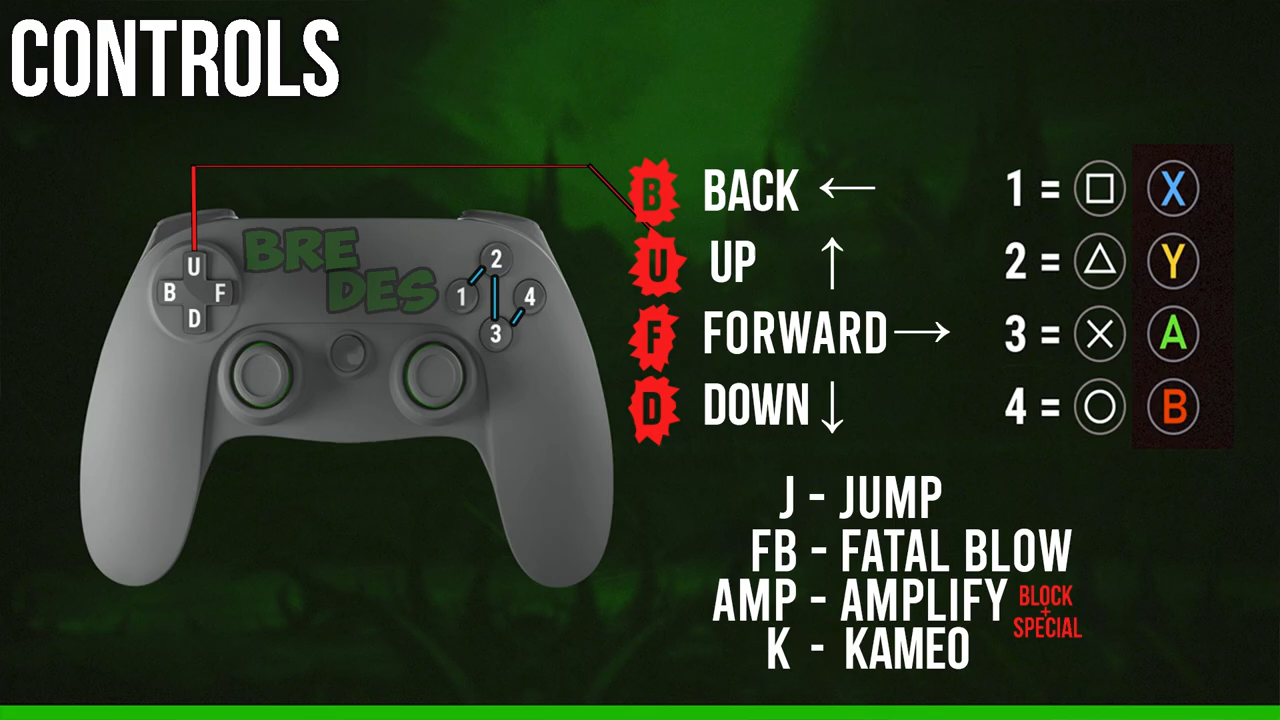 CONTROLS
BRE
DES
U
B F
D
2
1 4
3
B BACK ← 1 = □ X
U UP ↑ 2 = △ Y
F FORWARD → 3 = ✕ A
D DOWN ↓ 4 = ○ B
J - JUMP
FB - FATAL BLOW
AMP - AMPLIFY BLOCK
+
SPECIAL
K - KAMEO